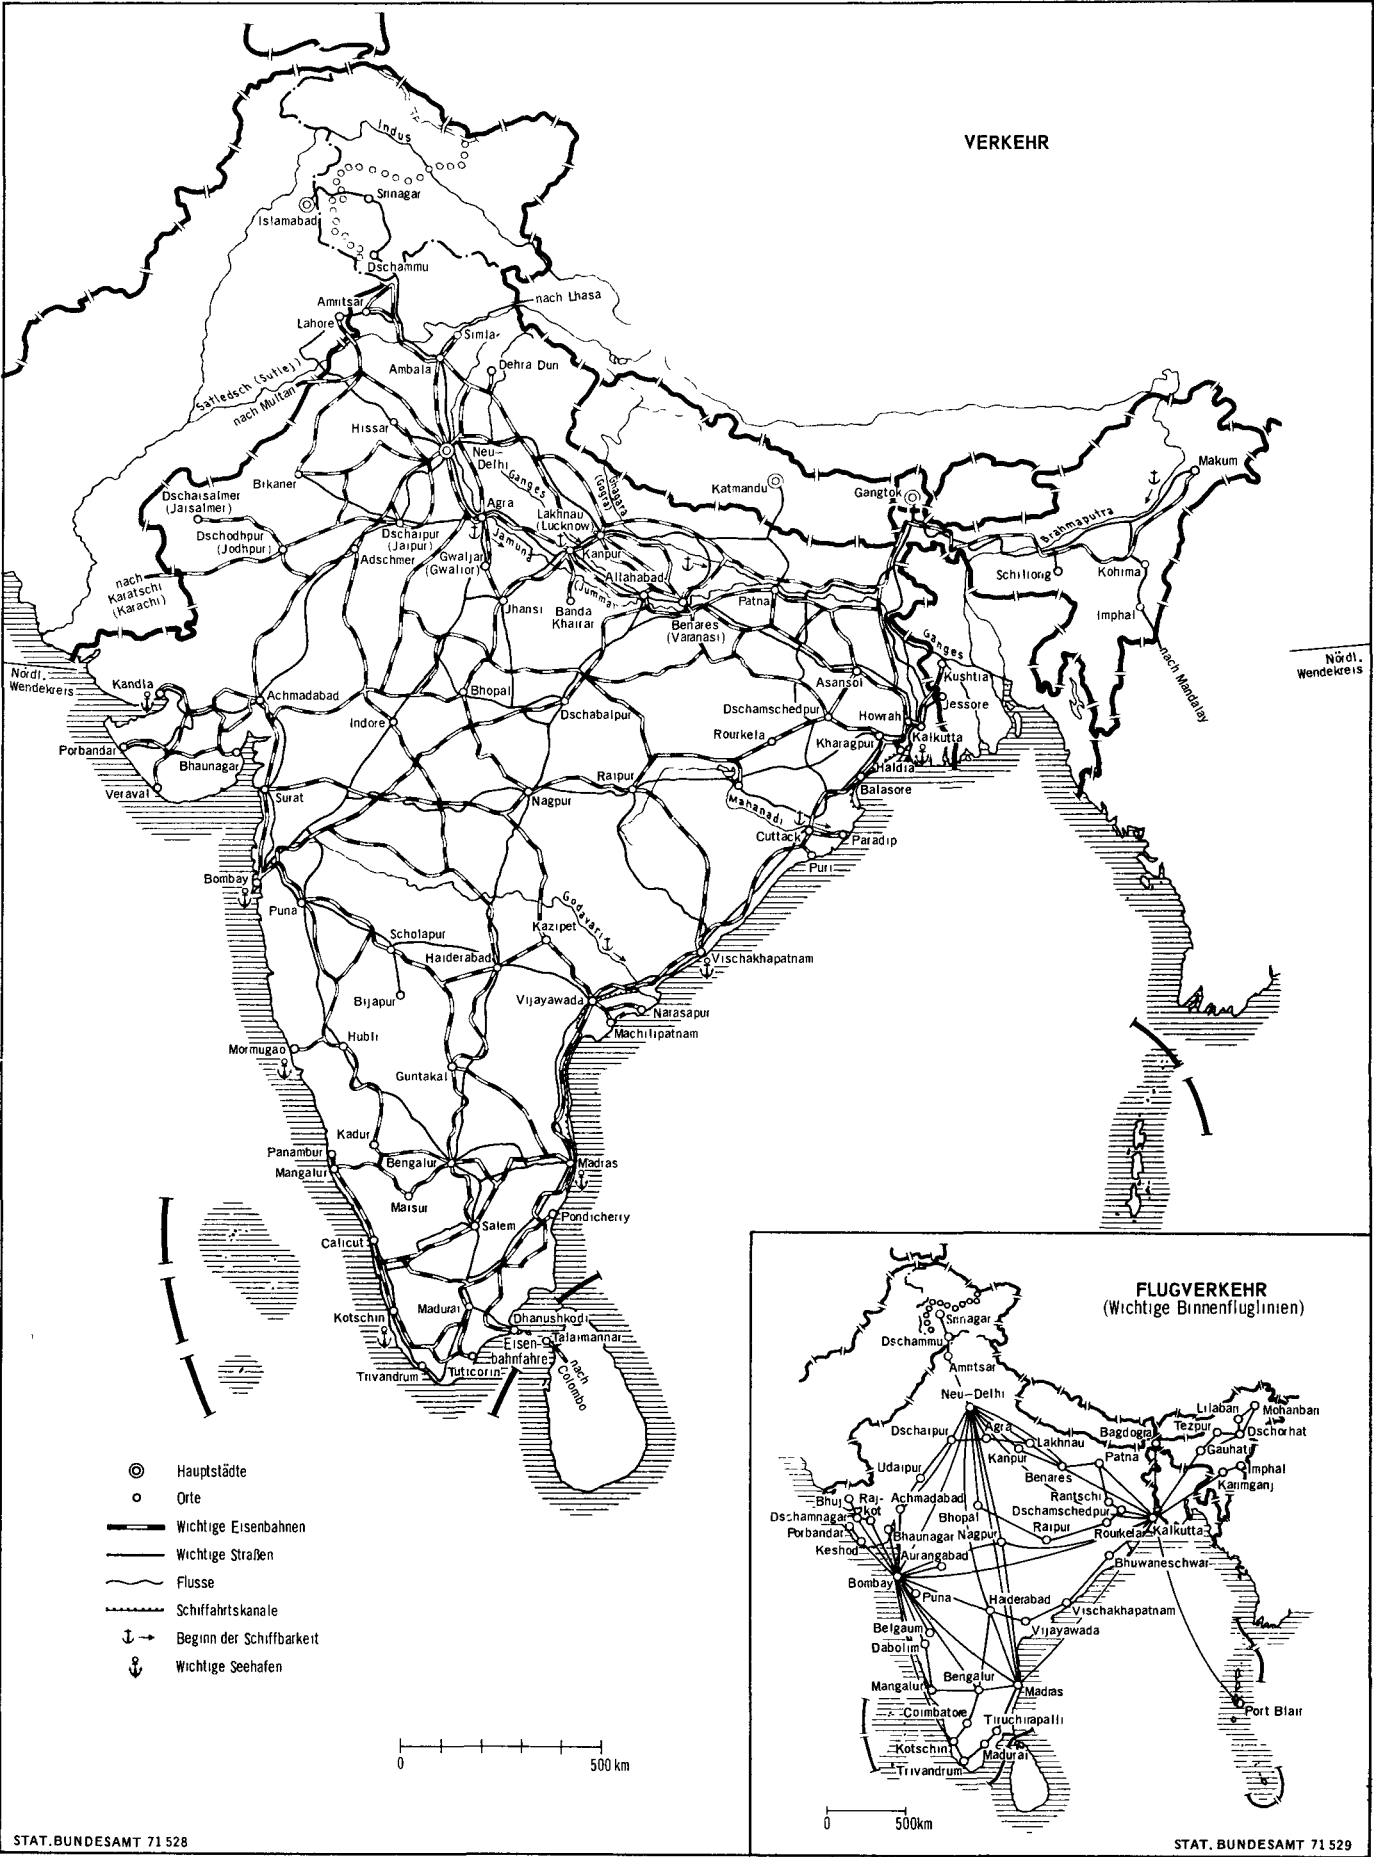 VERKEHR
Indus
Srinagar
Islamabad
Dschammu
nach Lhasa
Amritsar
Lahore
Simla
Ambala
Dehra Dun
Satledsch (Sutlej)
nach Multan
Hissar
Neu-
Delhi
Bikaner
Ganges
Ghagara
(Gogra)
Katmandu
Gangtok
Makum
Dschaisalmer
(Jaisalmer)
Agra
Lakhnau
(Lucknow)
Brahmaputra
Dschodhpur
(Jodhpur)
Dschaipur
(Jaipur)
Jamuna
Kanpur
Adschmer
Gwaliar
(Gwalior)
Allahabad
Schillong
Kohima
nach
Karatschi
(Karachi)
(Jumma)
Jhansi
Banda
Khairar
Patna
Imphal
Benares
(Varanasi)
Ganges
nach Mandalay
Nördl.
Wendekreis
Nördl.
Wendekreis
Kandla
Achmadabad
Bhopal
Asansol
Kushtia
Jessore
Indore
Dschabalpur
Dschamschedpur
Howrah
Porbandar
Rourkela
Kharagpur
Kalkutta
Bhaunagar
Haldia
Veraval
Surat
Nagpur
Raipur
Balasore
Mahanadi
Cuttack
Paradip
Puri
Bombay
Puna
Godavari
Scholapur
Kazipet
Haiderabad
Vischakhapatnam
Bijapur
Vijayawada
Narasapur
Machilipatnam
Mormugao
Hubli
Guntakal
Kadur
Panambur
Mangalur
Bengalur
Madras
Maisur
Salem
Pondicherry
Calicut
Madurai
Kotschin
Dhanushkodi
Talaimannar
Eisen-
bahnfähre
nach
Colombo
Trivandrum
Tuticorin
Hauptstädte
Orte
Wichtige Eisenbahnen
Wichtige Straßen
Flusse
Schiffahrtskanale
Beginn der Schiffbarkeit
Wichtige Seehafen
0
500 km
STAT.BUNDESAMT 71 528
FLUGVERKEHR
(Wichtige Binnenfluglinien)
Srinagar
Dschammu
Amritsar
Neu-Delhi
Lilabari
Mohanbari
Dschaipur
Agra
Lakhnau
Bagdogra
Tezpur
Dschorhat
Kanpur
Patna
Gauhati
Udaipur
Benares
Imphal
Karimganj
Bhuj
Raj-
kot
Achmadabad
Rantschi
Dschamnagar
Bhopal
Dschamschedpur
Porbandar
Bhaunagar
Nagpur
Raipur
Rourkela
Kalkutta
Keshod
Aurangabad
Bhuwaneschwar
Bombay
Puna
Haiderabad
Vischakhapatnam
Belgaum
Vijayawada
Dabolim
Mangalur
Bengalur
Madras
Coimbatore
Tiruchirapalli
Port Blair
Kotschin
Madurai
Trivandrum
0
500km
STAT. BUNDESAMT 71 529